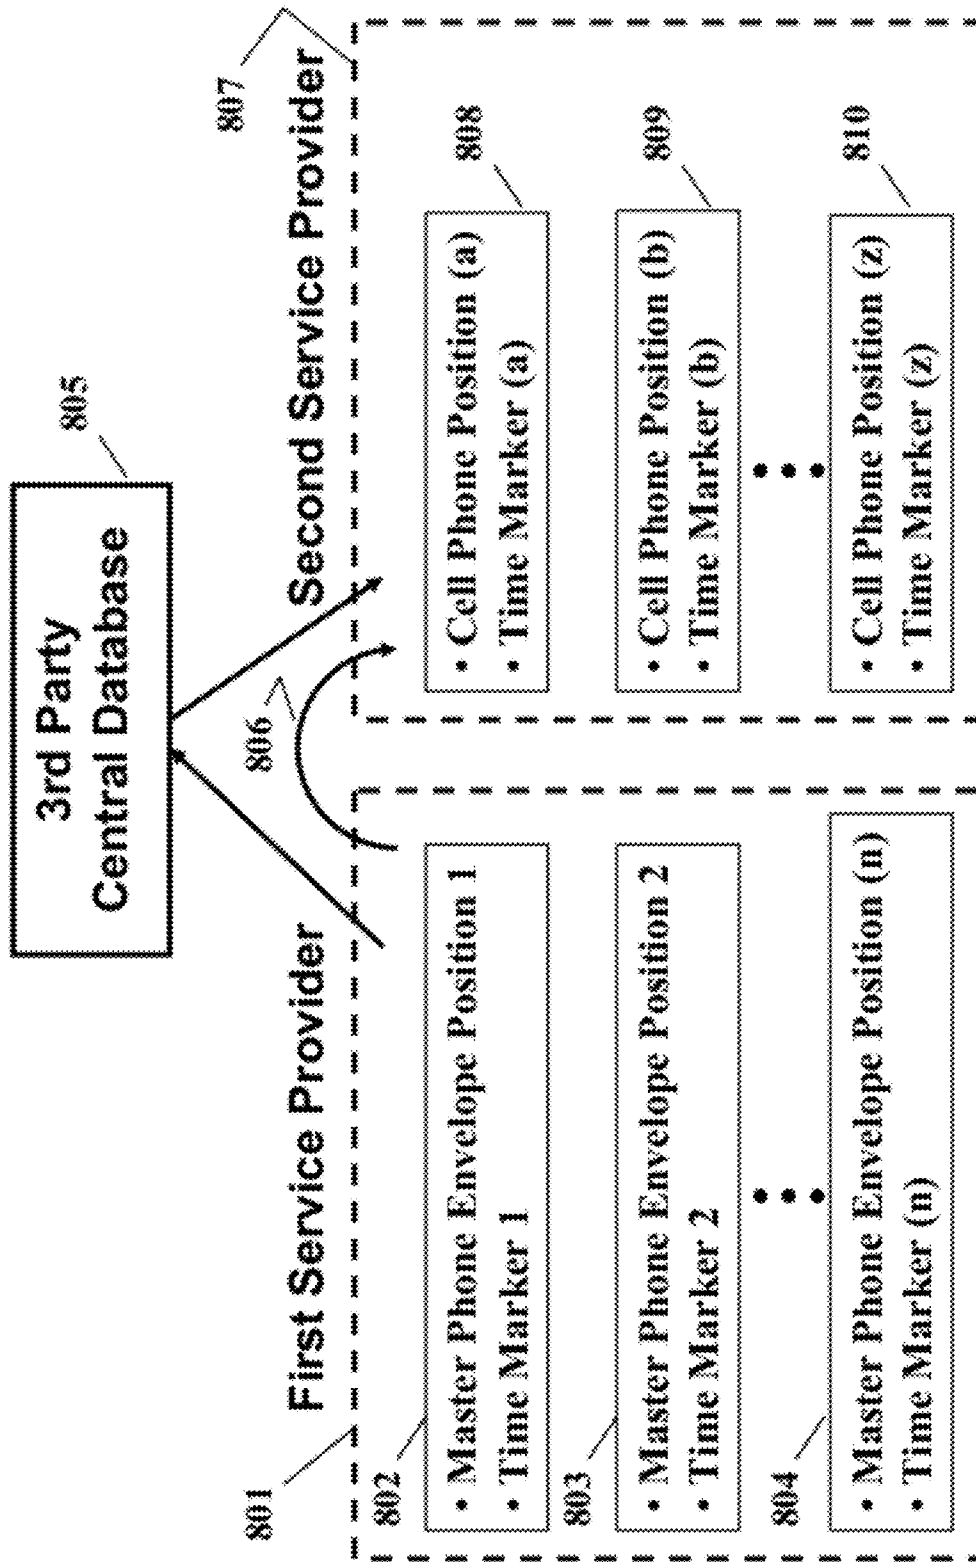 3rd Party
Central Database
805
First Service Provider
Second Service Provider
801
806
807
802
• Master Phone Envelope Position 1
• Time Marker 1
803
• Master Phone Envelope Position 2
• Time Marker 2
804
• Master Phone Envelope Position (n)
• Time Marker (n)
• Cell Phone Position (a)
• Time Marker (a)
808
• Cell Phone Position (b)
• Time Marker (b)
809
• Cell Phone Position (z)
• Time Marker (z)
810